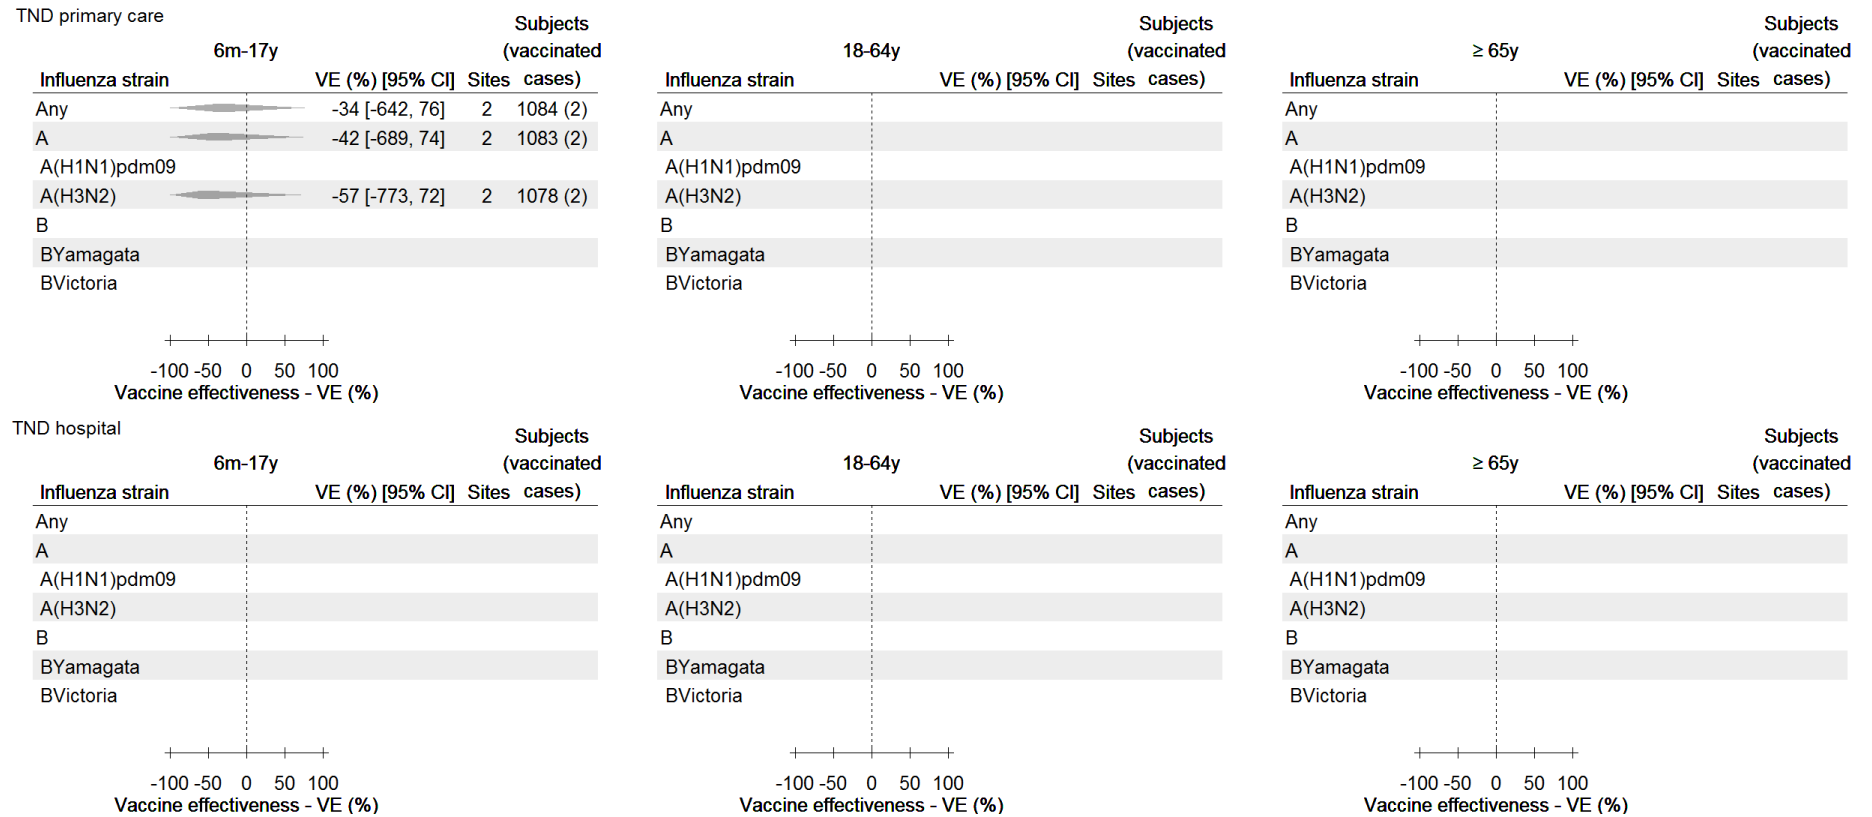 TND primary care
6m-17y
Subjects
(vaccinated
Influenza strain VE (%) [95% CI] Sites cases)
Any -34 [-642, 76] 2 1084 (2)
A -42 [-689, 74] 2 1083 (2)
A(H1N1)pdm09
A(H3N2) -57 [-773, 72] 2 1078 (2)
B
BYamagata
BVictoria
-100 -50 0 50 100
Vaccine effectiveness - VE (%)
18-64y
Subjects
(vaccinated
Influenza strain VE (%) [95% CI] Sites cases)
Any
A
A(H1N1)pdm09
A(H3N2)
B
BYamagata
BVictoria
-100 -50 0 50 100
Vaccine effectiveness - VE (%)
≥ 65y
Subjects
(vaccinated
Influenza strain VE (%) [95% CI] Sites cases)
Any
A
A(H1N1)pdm09
A(H3N2)
B
BYamagata
BVictoria
-100 -50 0 50 100
Vaccine effectiveness - VE (%)
TND hospital
6m-17y
Subjects
(vaccinated
Influenza strain VE (%) [95% CI] Sites cases)
Any
A
A(H1N1)pdm09
A(H3N2)
B
BYamagata
BVictoria
-100 -50 0 50 100
Vaccine effectiveness - VE (%)
18-64y
Subjects
(vaccinated
Influenza strain VE (%) [95% CI] Sites cases)
Any
A
A(H1N1)pdm09
A(H3N2)
B
BYamagata
BVictoria
-100 -50 0 50 100
Vaccine effectiveness - VE (%)
≥ 65y
Subjects
(vaccinated
Influenza strain VE (%) [95% CI] Sites cases)
Any
A
A(H1N1)pdm09
A(H3N2)
B
BYamagata
BVictoria
-100 -50 0 50 100
Vaccine effectiveness - VE (%)